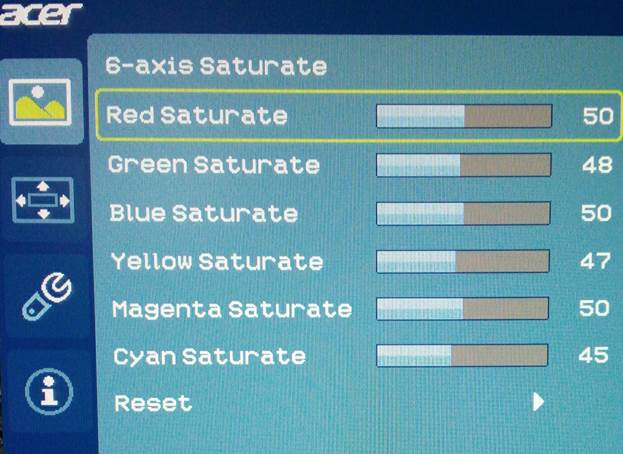 acer
6-axis Saturate
Red Saturate 50
Green Saturate 48
Blue Saturate 50
Yellow Saturate 47
Magenta Saturate 50
Cyan Saturate 45
Reset